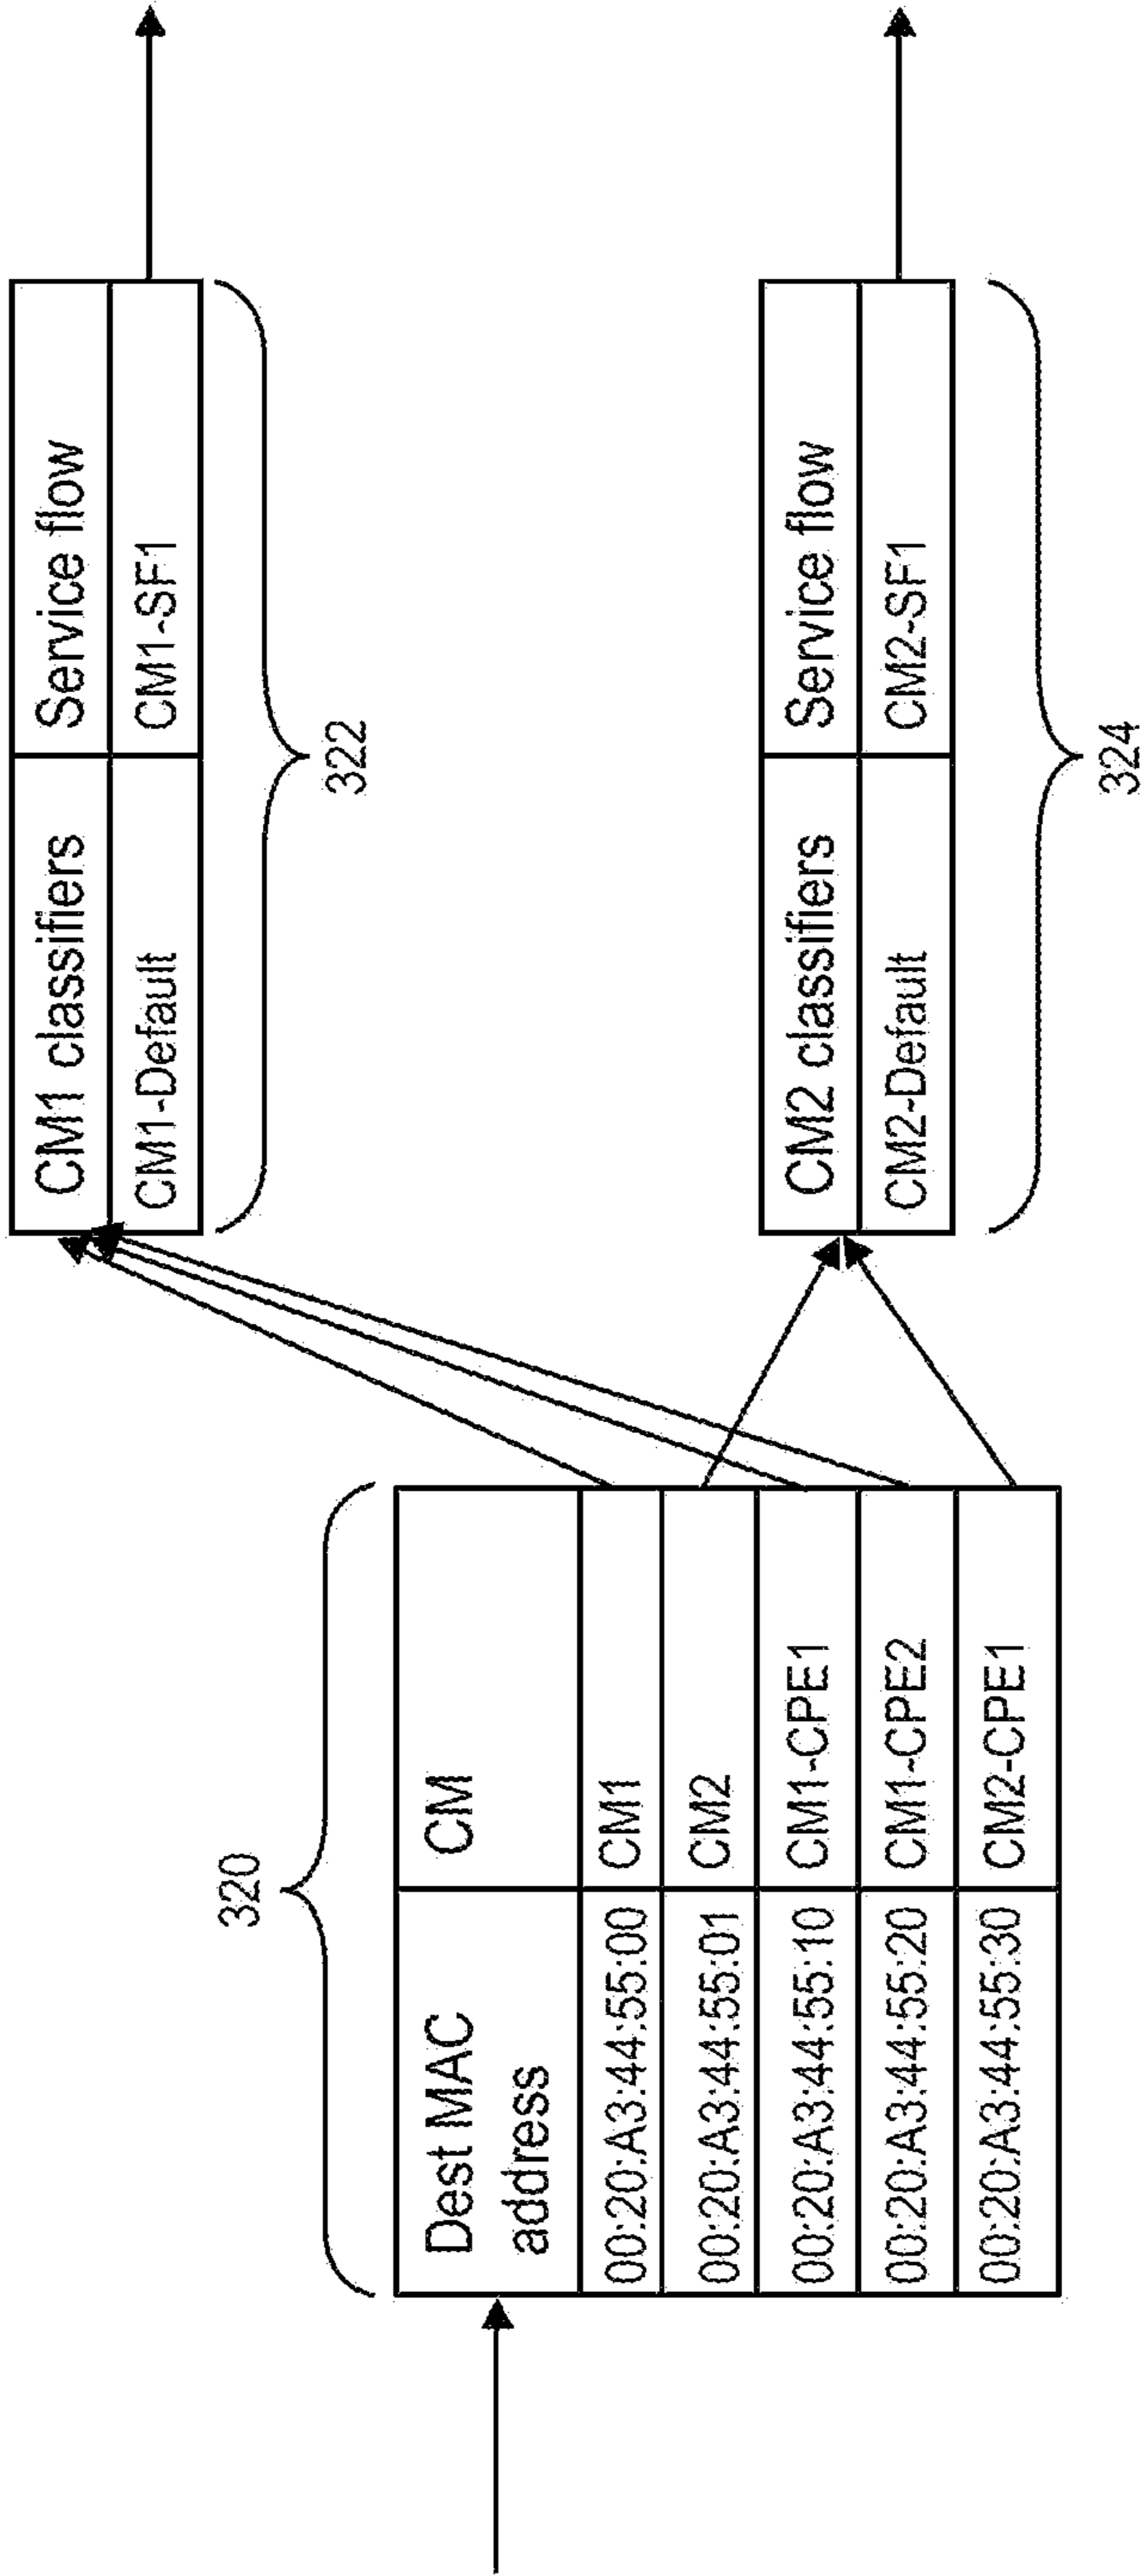 320
Dest MAC address
CM
00:20:A3:44:55:00
CM1
00:20:A3:44:55:01
CM2
00:20:A3:44:55:10
CM1-CPE1
00:20:A3:44:55:20
CM1-CPE2
00:20:A3:44:55:30
CM2-CPE1
CM1 classifiers
Service flow
CM1-Default
CM1-SF1
322
CM2 classifiers
Service flow
CM2-Default
CM2-SF1
324